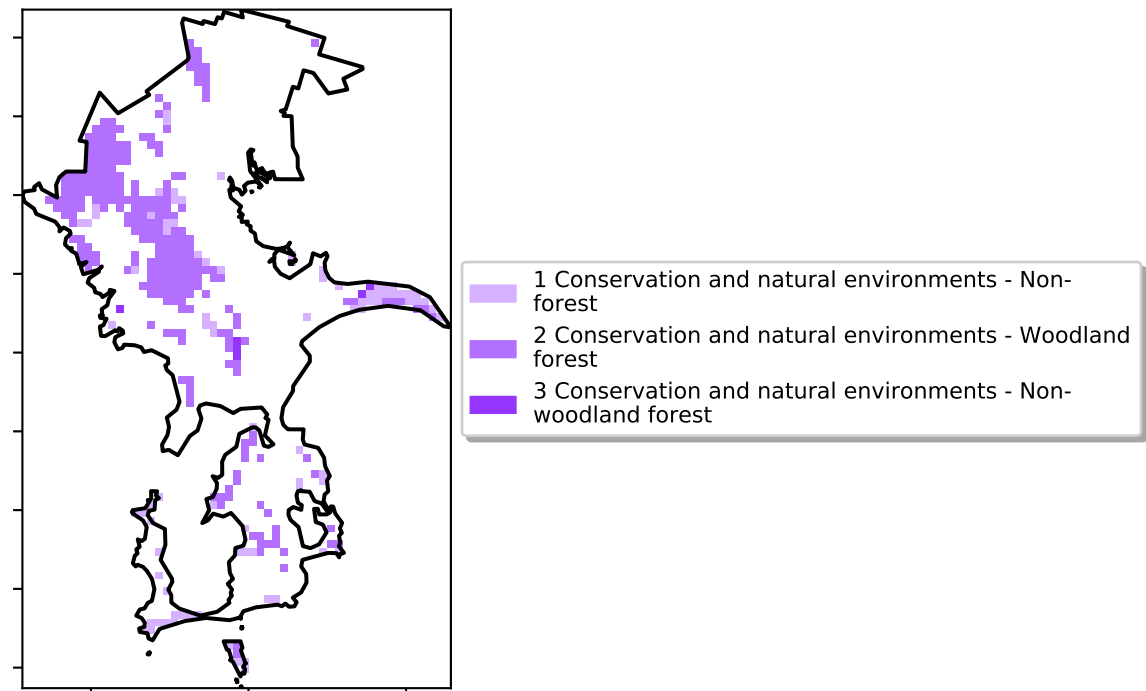 1 Conservation and natural environments - Non-
forest
2 Conservation and natural environments - Woodland
forest
3 Conservation and natural environments - Non-
woodland forest